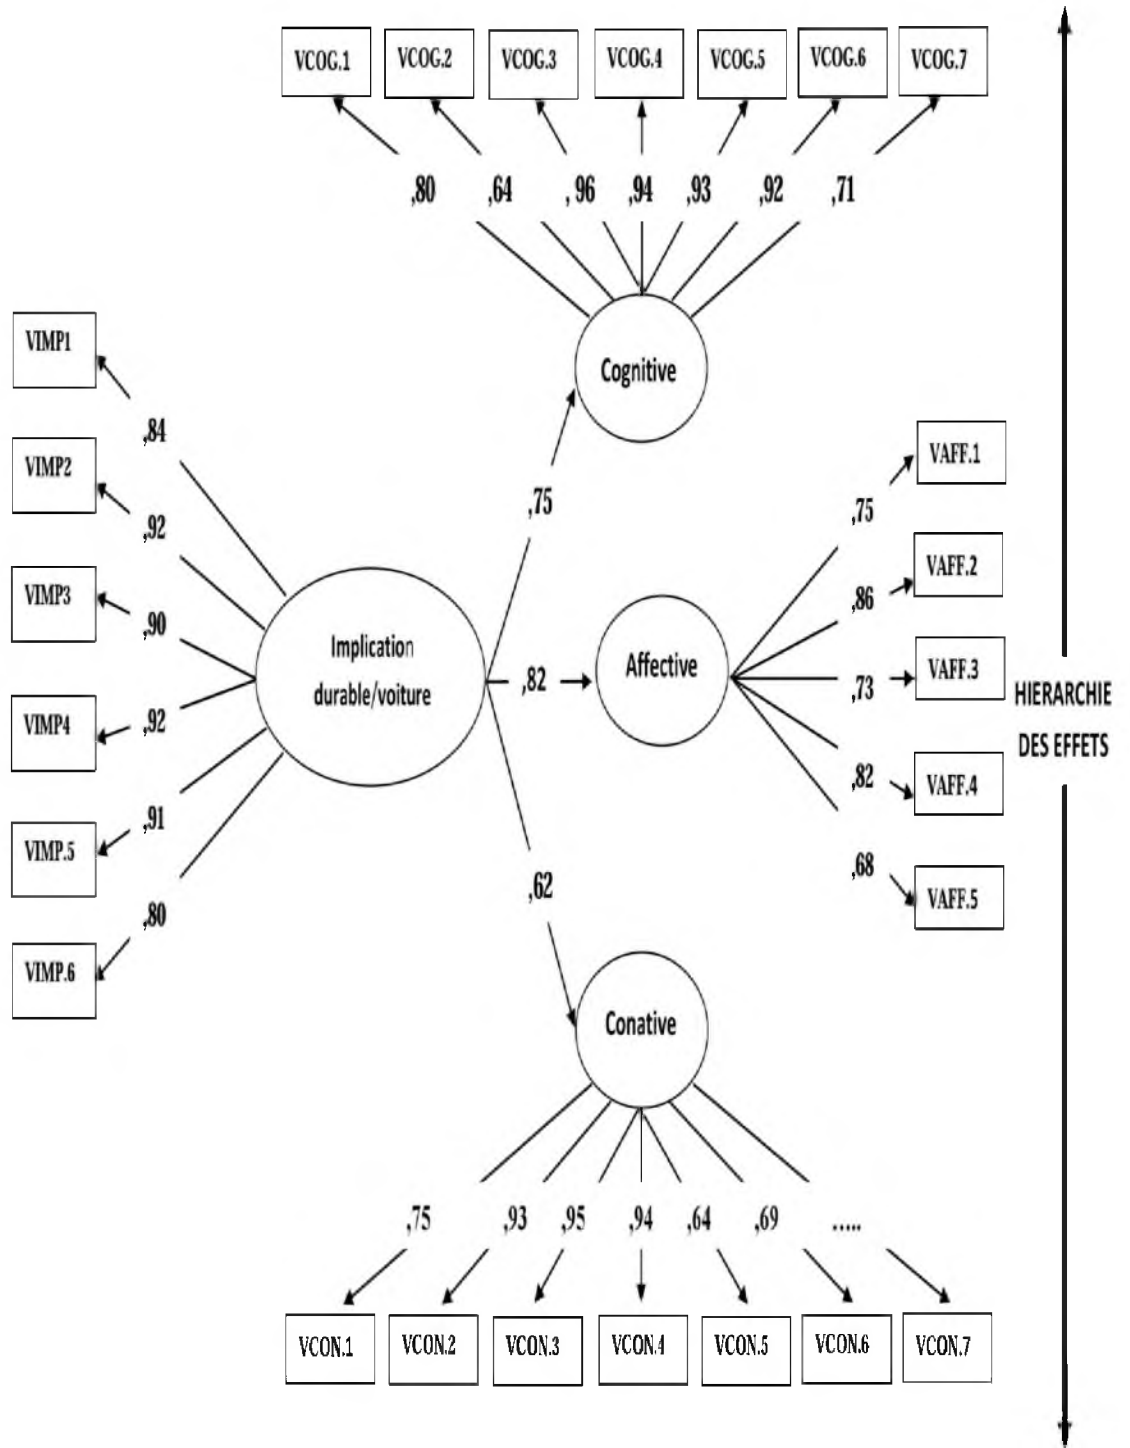 VCOG.1 VCOG.2 VCOG.3 VCOG.4 VCOG.5 VCOG.6 VCOG.7
,80 ,64 , 96 ,94 ,93 ,92 ,71
Cognitive
VIMP1
,84
VIMP2
,92
VIMP3
,90
VIMP4
,92
VIMP.5
,91
VIMP.6
,80
Implication
durable/voiture
,75
,82
,62
Affective
VAFF.1
,75
VAFF.2
,86
VAFF.3
,73
VAFF.4
,82
VAFF.5
,68
HIERARCHIE
DES EFFETS
Conative
,75 ,93 ,95 ,94 ,64 ,69 .....
VCON.1 VCON.2 VCON.3 VCON.4 VCON.5 VCON.6 VCON.7